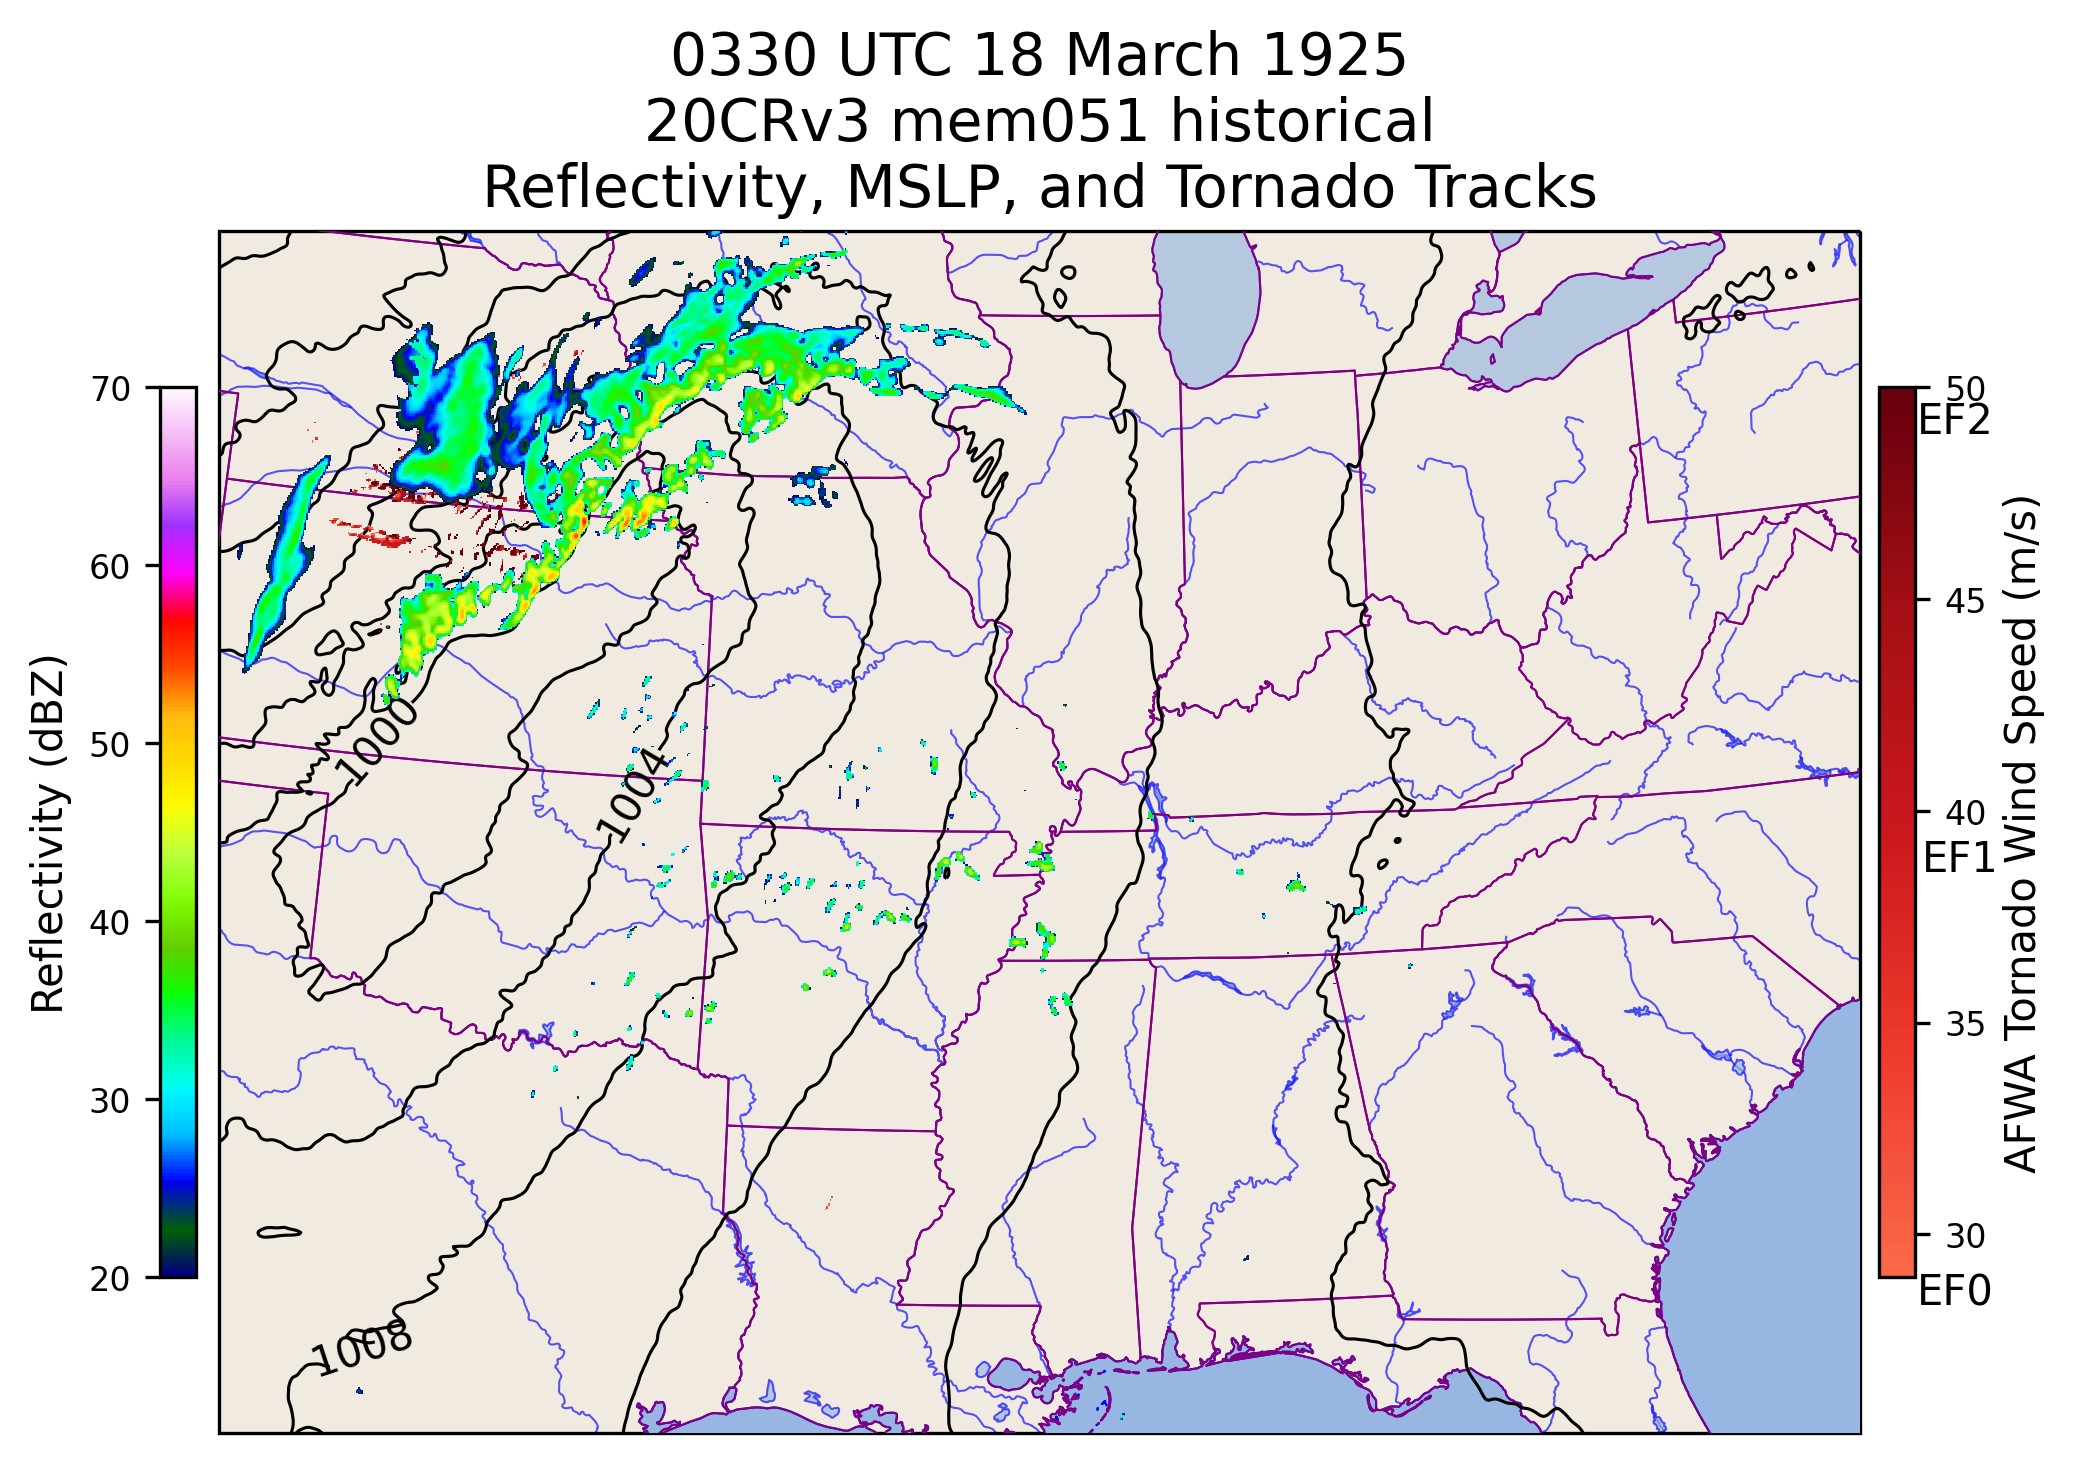 0330 UTC 18 March 1925
20CRv3 mem051 historical
Reflectivity, MSLP, and Tornado Tracks
Reflectivity (dBZ)
70
60
50
40
30
20
1000
1004
1008
50
EF2
45
40
EF1
35
30
EF0
AFWA Tornado Wind Speed (m/s)